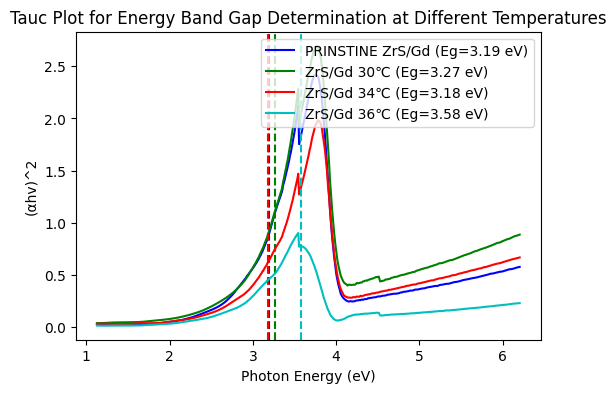 Tauc Plot for Energy Band Gap Determination at Different Temperatures
PRINSTINE ZrS/Gd (Eg=3.19 eV)
ZrS/Gd 30℃ (Eg=3.27 eV)
ZrS/Gd 34℃ (Eg=3.18 eV)
ZrS/Gd 36℃ (Eg=3.58 eV)
(αhν)^2
2.5
2.0
1.5
1.0
0.5
0.0
1 2 3 4 5 6
Photon Energy (eV)